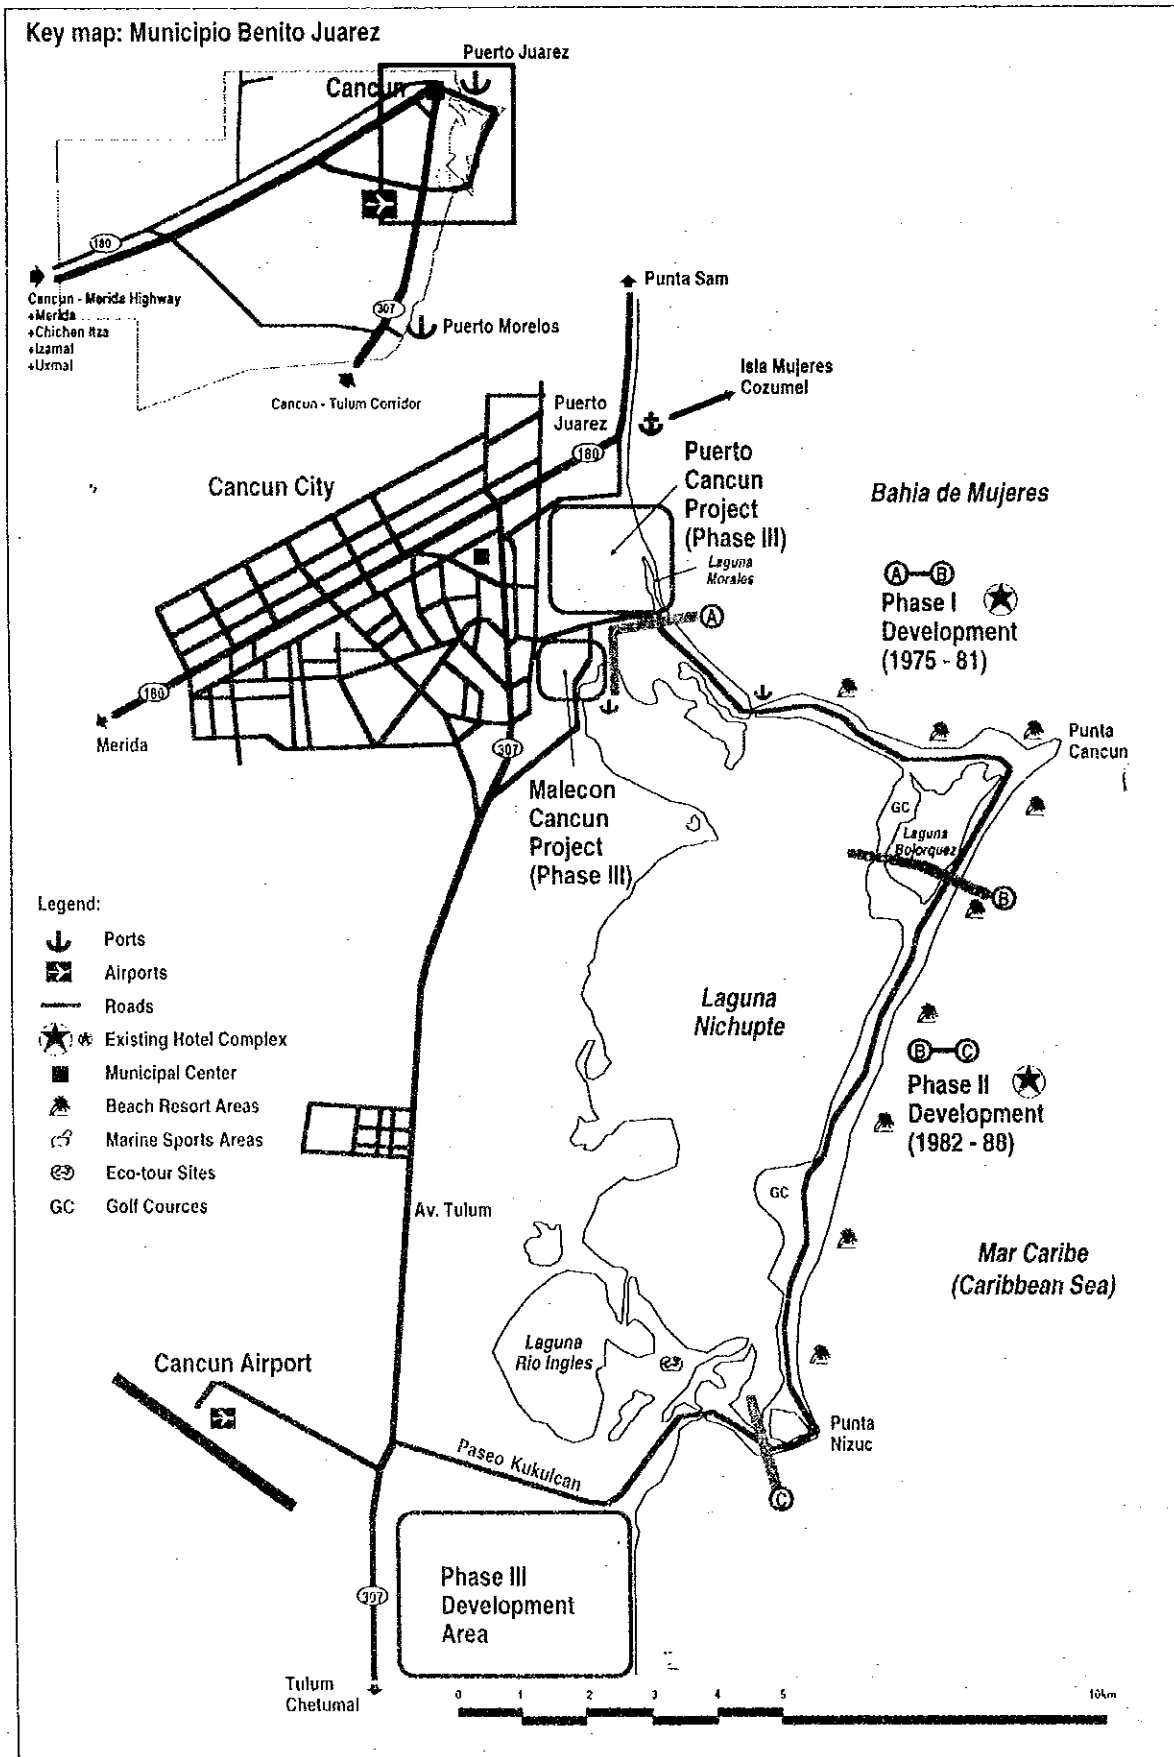 Key map: Municipio Benito Juarez
Puerto Juarez
Cancun
180
Cancun - Merida Highway
+Merida
+Chichen Itza
+Izamal
+Uxmal
307
Puerto Morelos
Cancun - Tulum Corridor
Punta Sam
Isla Mujeres
Cozumel
Puerto
Juarez
180
Cancun City
Puerto
Cancun
Project
(Phase III)
Laguna
Morales
Bahia de Mujeres
A B
Phase I
Development
(1975 - 81)
A
180
Merida
307
Punta
Cancun
GC
Laguna
Bolorquez
B
Malecon
Cancun
Project
(Phase III)
Legend:
Ports
Airports
Roads
Existing Hotel Complex
Municipal Center
Beach Resort Areas
Marine Sports Areas
Eco-tour Sites
GC Golf Cources
Laguna
Nichupte
B C
Phase II
Development
(1982 - 88)
GC
Av. Tulum
Mar Caribe
(Caribbean Sea)
Laguna
Rio Ingles
Cancun Airport
Punta
Nizuc
Paseo Kukulcan
C
Phase III
Development
Area
307
Tulum
Chetumal
0 1 2 3 4 5 10km